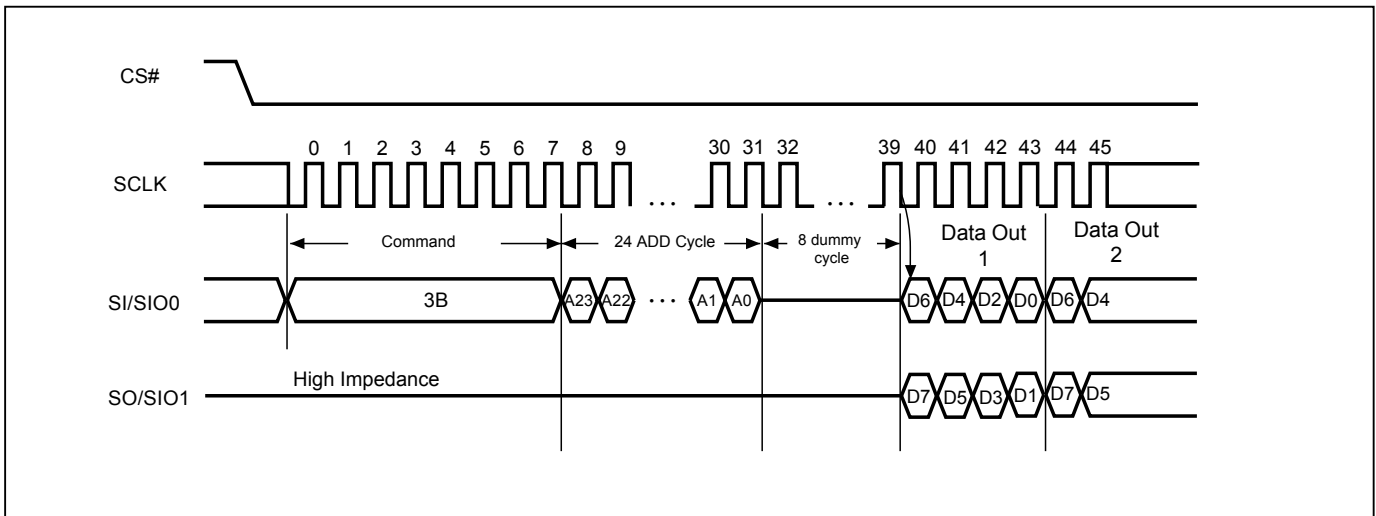 CS#
0 1 2 3 4 5 6 7 8 9 30 31 32 39 40 41 42 43 44 45
SCLK
... ...
Command 24 ADD Cycle 8 dummy cycle Data Out 1 Data Out 2
SI/SIO0 3B A23 A22 ... A1 A0 D6 D4 D2 D0 D6 D4
High Impedance
SO/SIO1 D7 D5 D3 D1 D7 D5